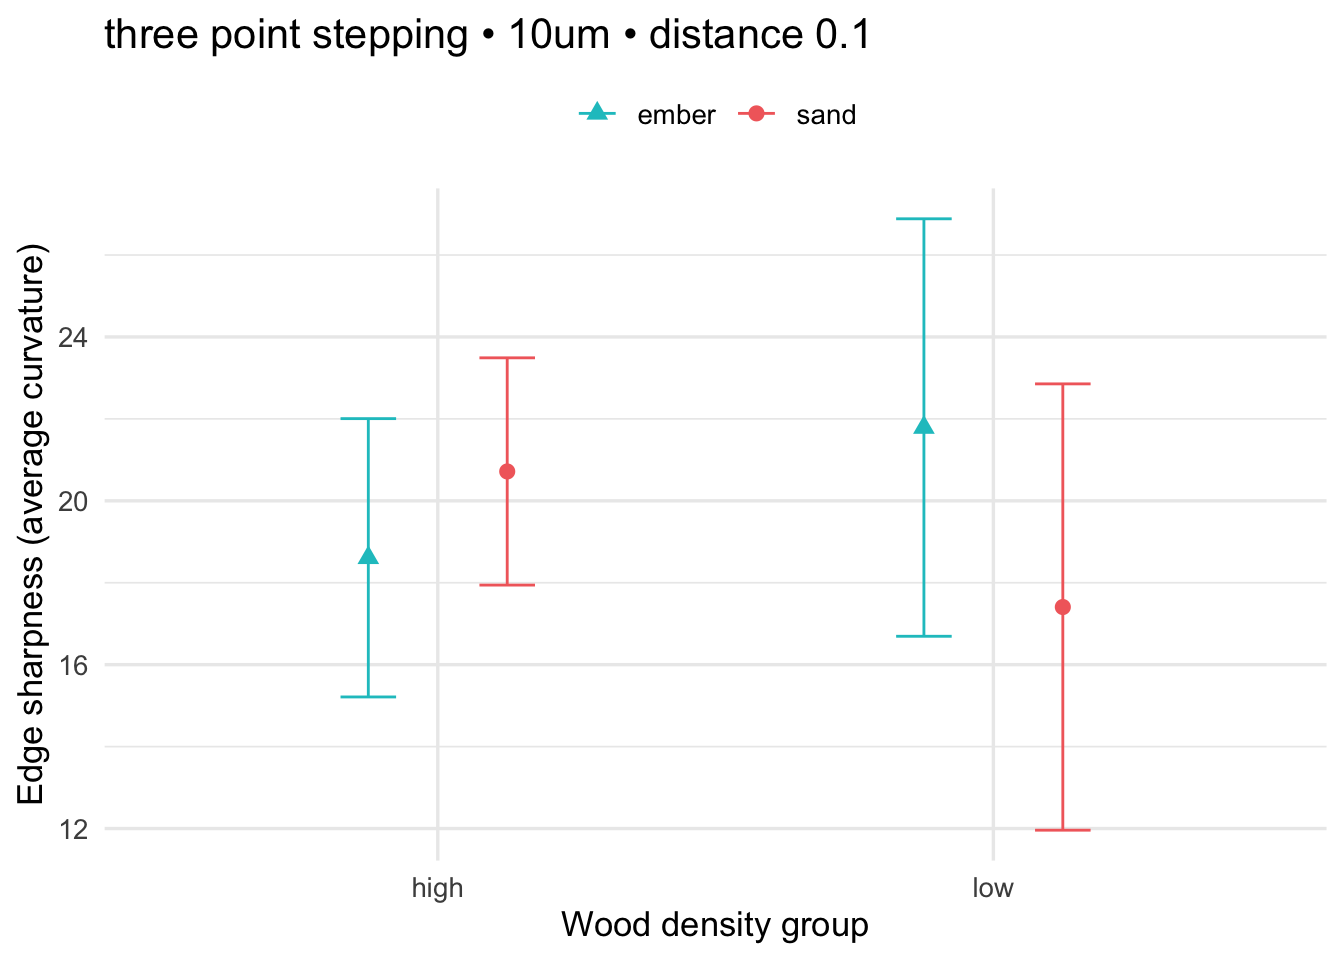 three point stepping • 10um • distance 0.1
ember sand
Edge sharpness (average curvature)
24
20
16
12
high low
Wood density group